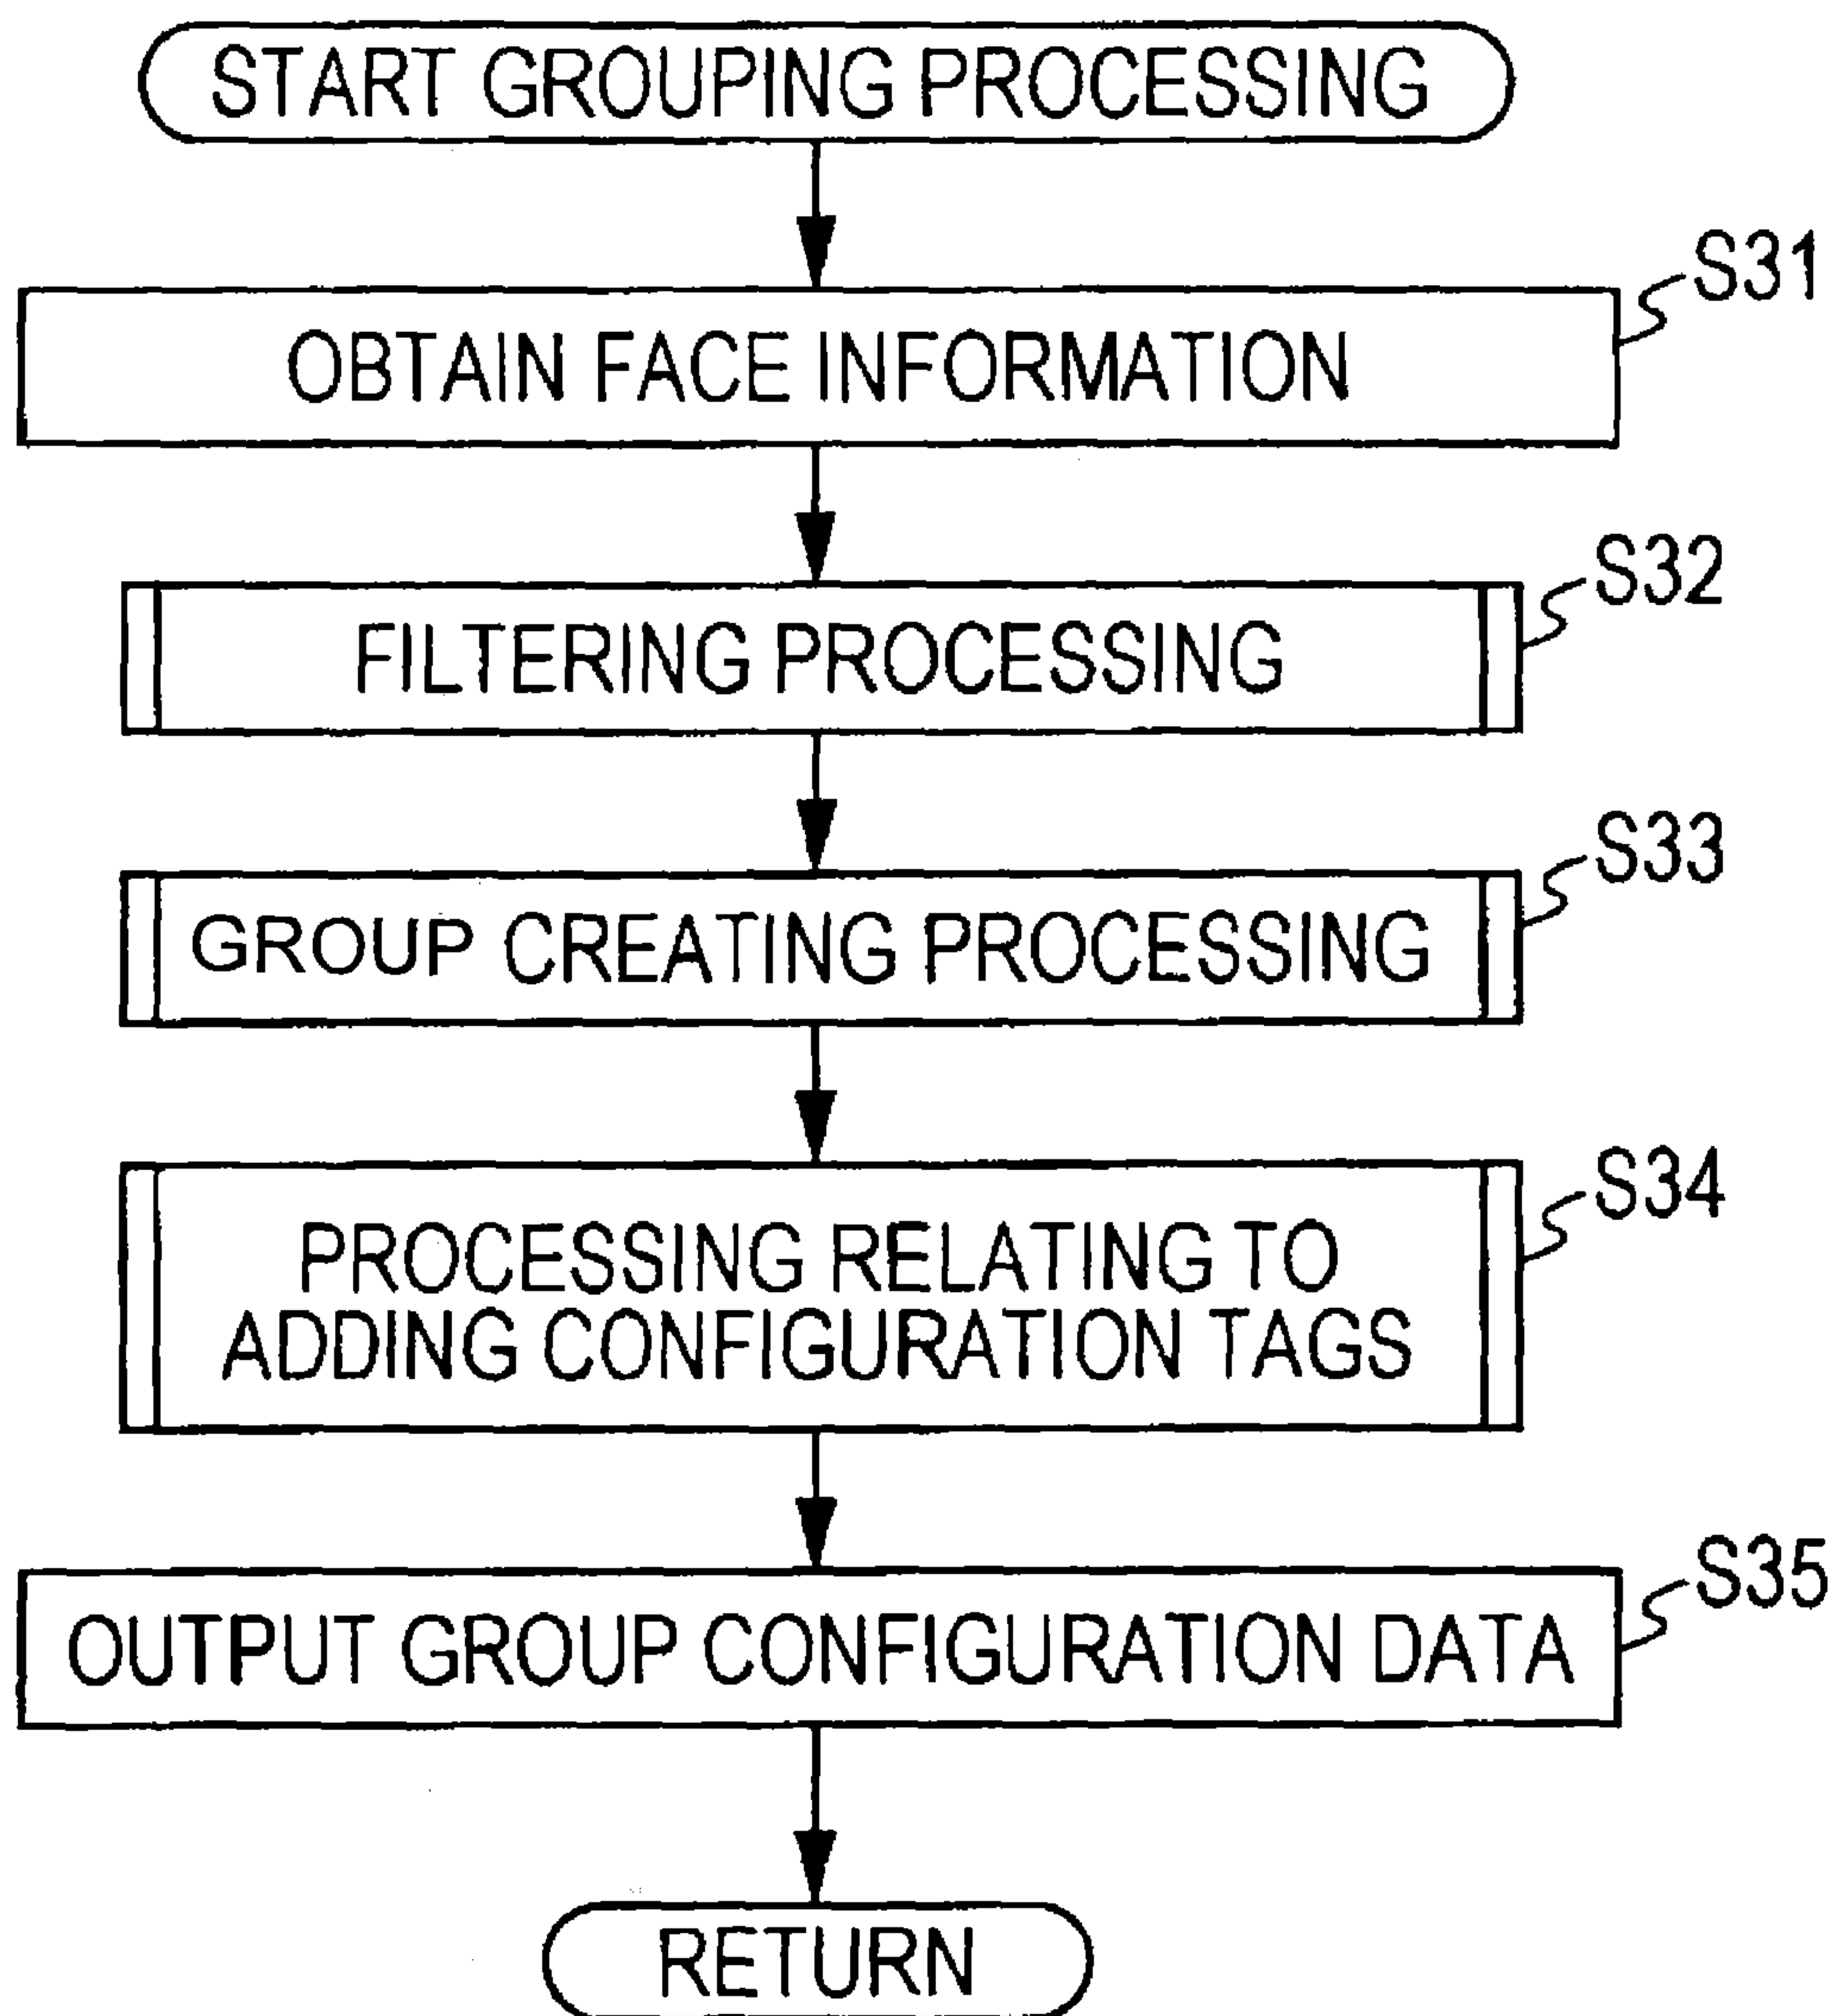 START GROUPING PROCESSING
S31
OBTAIN FACE INFORMATION
S32
FILTERING PROCESSING
S33
GROUP CREATING PROCESSING
S34
PROCESSING RELATING TO
ADDING CONFIGURATION TAGS
S35
OUTPUT GROUP CONFIGURATION DATA
RETURN